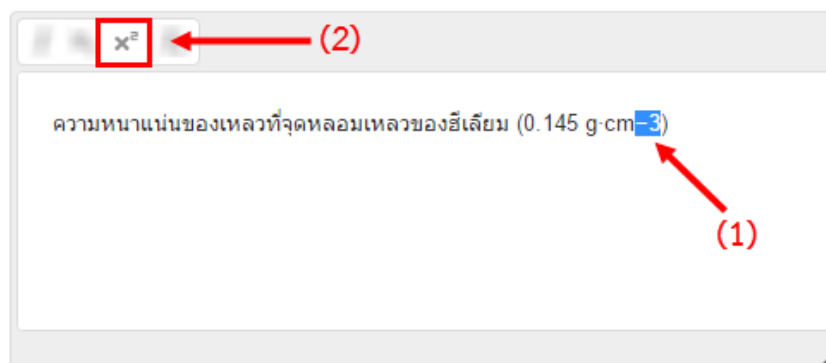 x² (2)
ความหนาแน่นของเหลวที่จุดหลอมเหลวของฮีเลียม (0.145 g·cm−3)
(1)